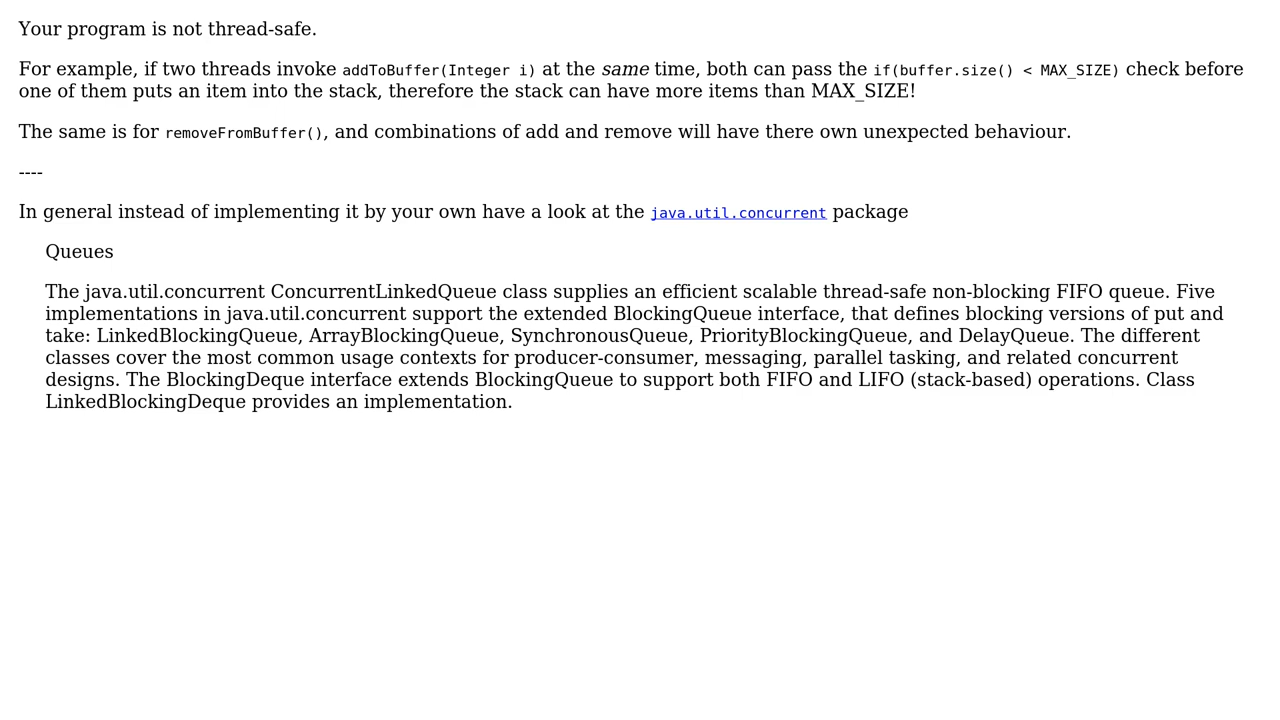 Your program is not thread-safe.
For example, if two threads invoke addToBuffer(Integer i) at the same time, both can pass the if(buffer.size() < MAX_SIZE) check before
one of them puts an item into the stack, therefore the stack can have more items than MAX_SIZE!
The same is for removeFromBuffer(), and combinations of add and remove will have there own unexpected behaviour.
----
In general instead of implementing it by your own have a look at the java.util.concurrent package
Queues
The java.util.concurrent ConcurrentLinkedQueue class supplies an efficient scalable thread-safe non-blocking FIFO queue. Five
implementations in java.util.concurrent support the extended BlockingQueue interface, that defines blocking versions of put and
take: LinkedBlockingQueue, ArrayBlockingQueue, SynchronousQueue, PriorityBlockingQueue, and DelayQueue. The different
classes cover the most common usage contexts for producer-consumer, messaging, parallel tasking, and related concurrent
designs. The BlockingDeque interface extends BlockingQueue to support both FIFO and LIFO (stack-based) operations. Class
LinkedBlockingDeque provides an implementation.